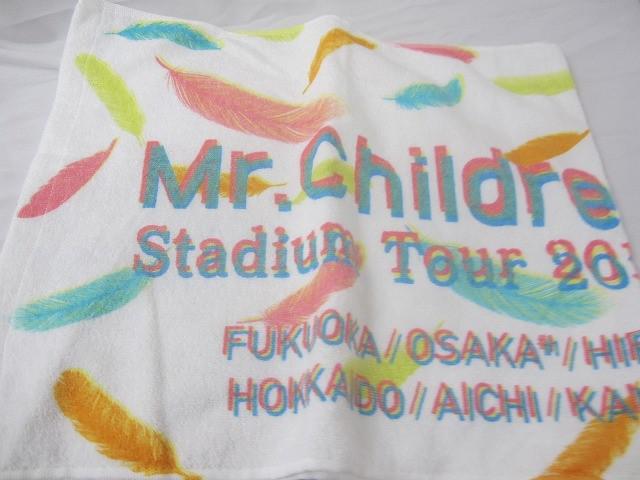 Mr.Childre
Stadium Tour 20
FUKUOKA // OSAKA // HI
HOKKAIDO // AICHI // KA